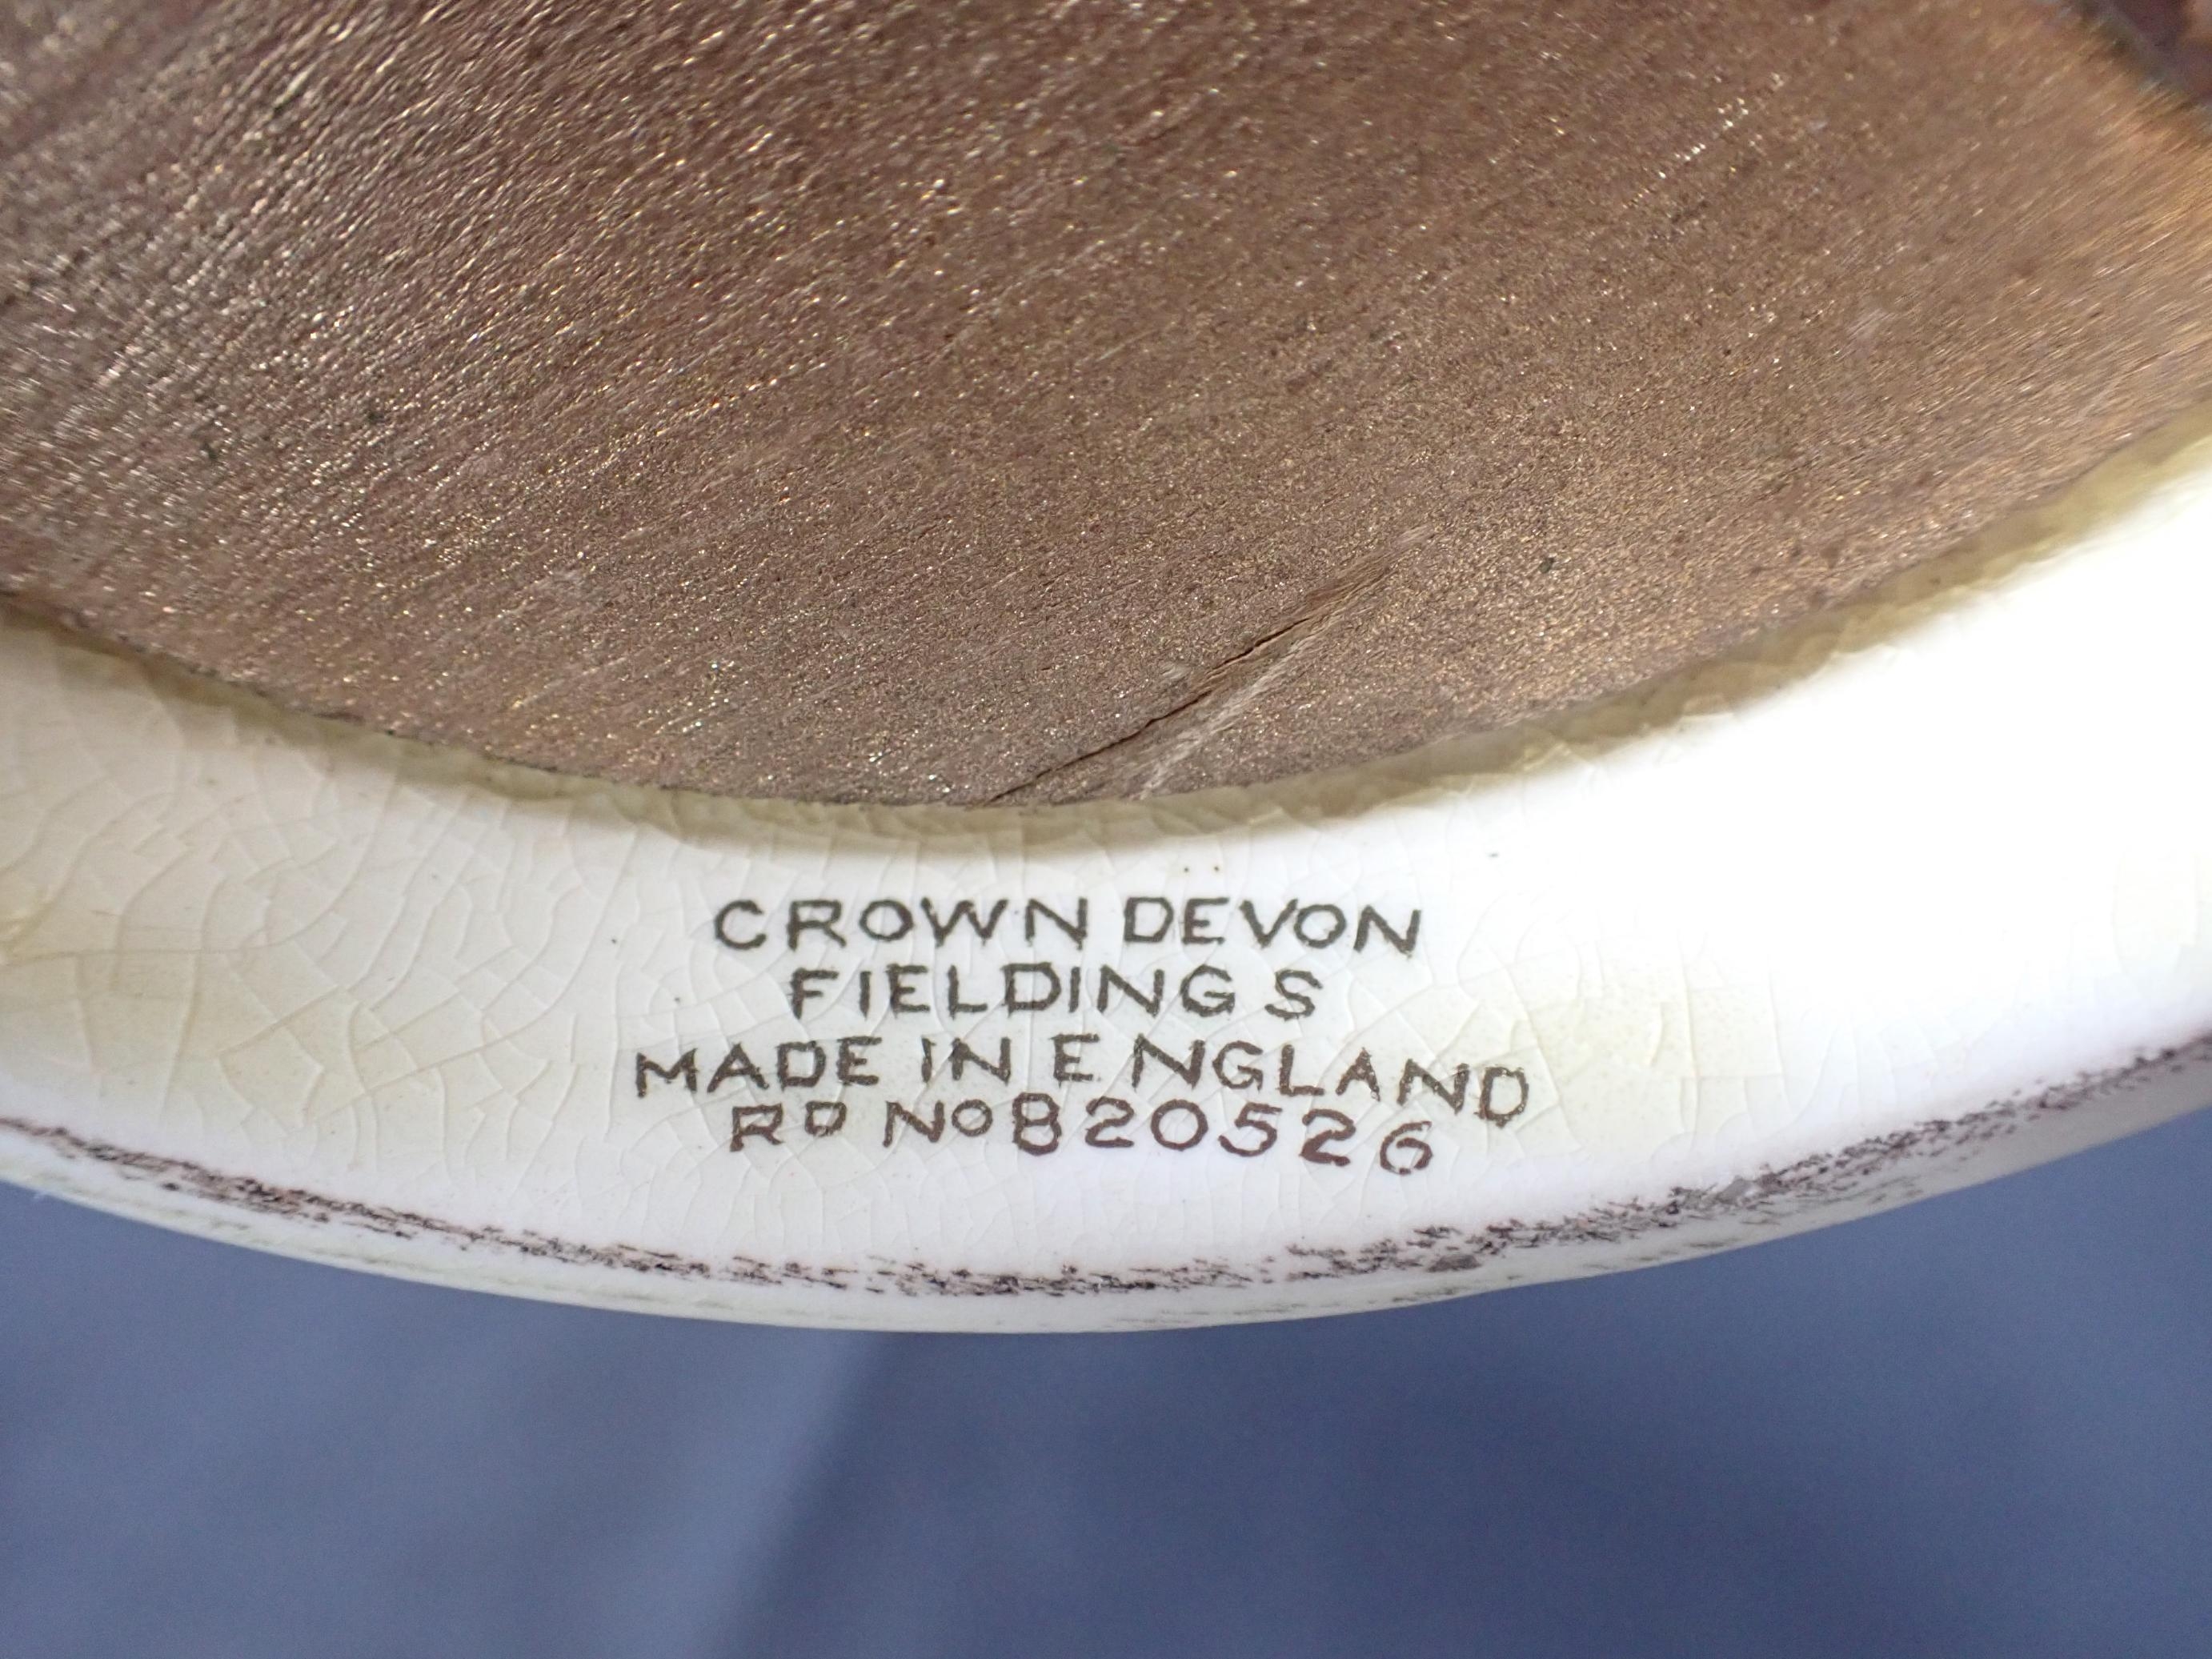 CROWN DEVON
FIELDINGS
MADE IN ENGLAND
RD NO 820526